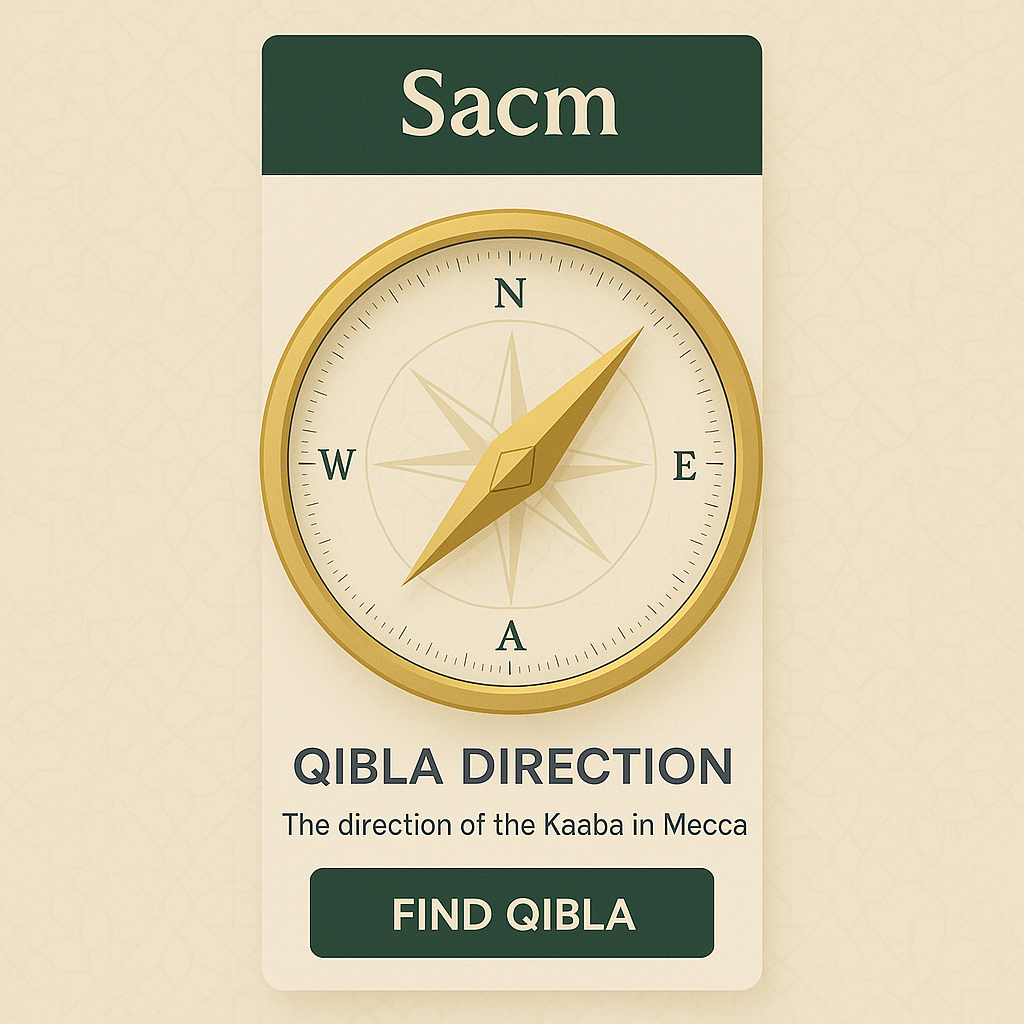 Sacm
N
W E
A
QIBLA DIRECTION
The direction of the Kaaba in Mecca
FIND QIBLA